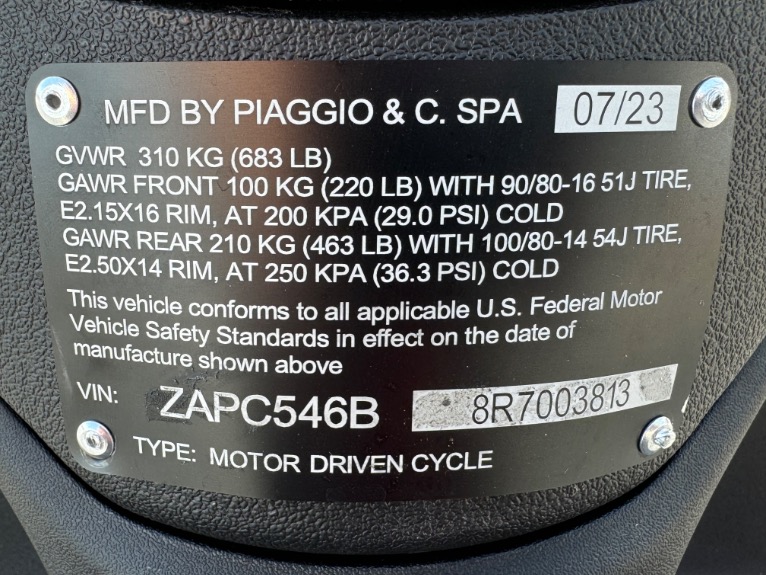 MFD BY PIAGGIO & C. SPA 07/23
GVWR 310 KG (683 LB)
GAWR FRONT 100 KG (220 LB) WITH 90/80-16 51J TIRE,
E2.15X16 RIM, AT 200 KPA (29.0 PSI) COLD
GAWR REAR 210 KG (463 LB) WITH 100/80-14 54J TIRE,
E2.50X14 RIM, AT 250 KPA (36.3 PSI) COLD
This vehicle conforms to all applicable U.S. Federal Motor
Vehicle Safety Standards in effect on the date of
manufacture shown above
VIN: ZAPC546B 8R7003813
TYPE: MOTOR DRIVEN CYCLE